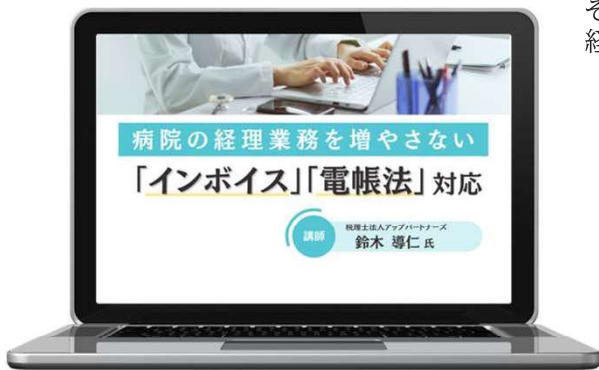 病院の経理業務を増やさない
「インボイス」「電帳法」対応
講師
税理士法人アップパートナーズ
鈴木 導仁 氏
そ
経